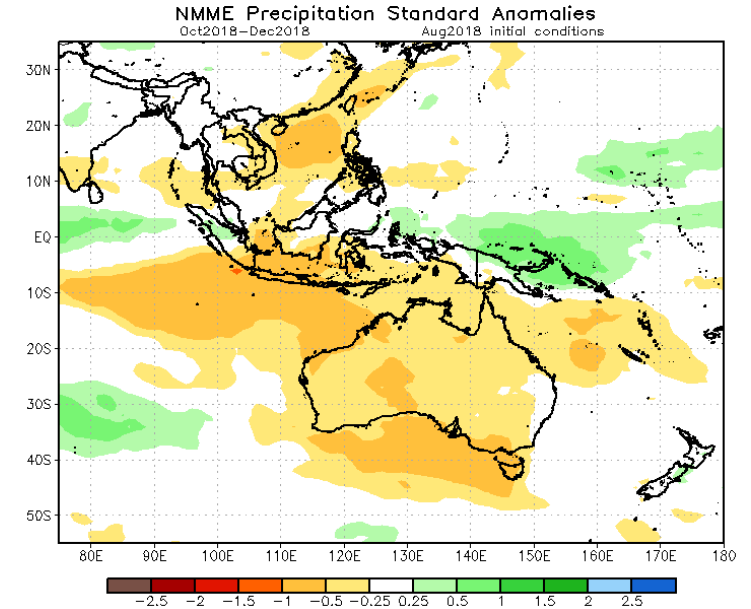 NMME Precipitation Standard Anomalies
Oct2018-Dec2018 Aug2018 initial conditions
30N
20N
10N
EQ
10S
20S
30S
40S
50S
80E 90E 100E 110E 120E 130E 140E 150E 160E 170E 180
-2.5 -2 -1.5 -1 -0.5 -0.25 0.25 0.5 1 1.5 2 2.5